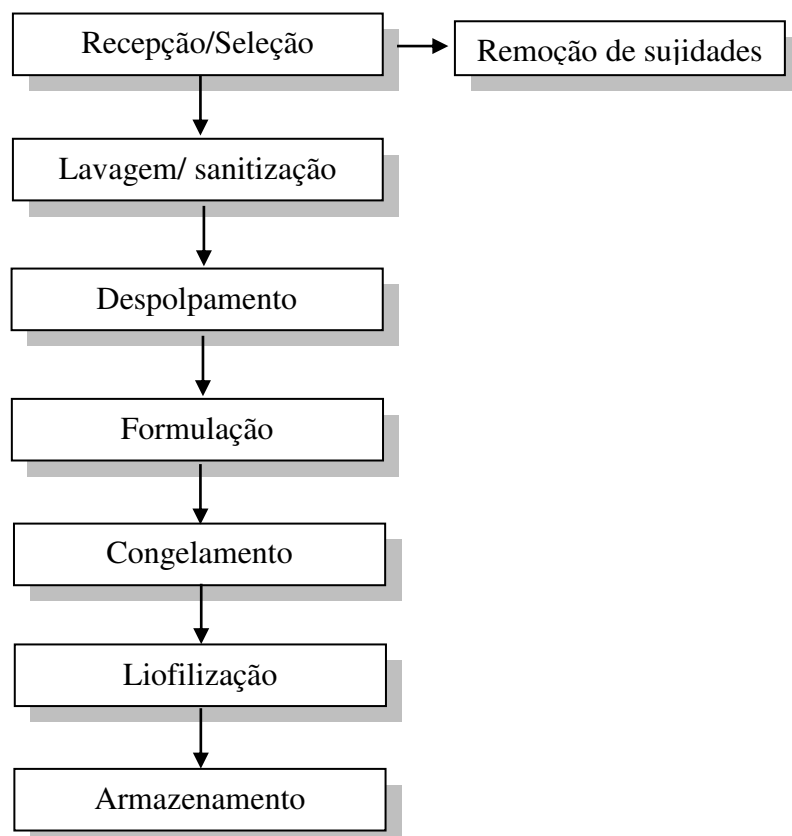 Recepção/Seleção
Remoção de sujidades
Lavagem/ sanitização
Despolpamento
Formulação
Congelamento
Liofilização
Armazenamento